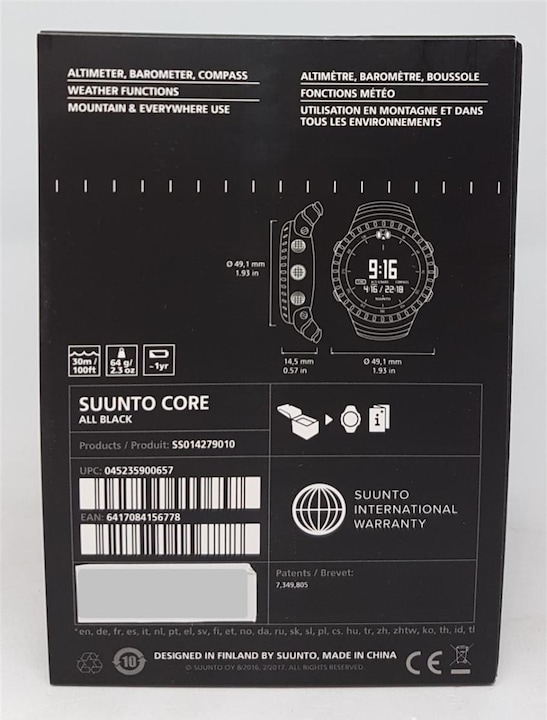 ALTIMETER, BAROMETER, COMPASS
WEATHER FUNCTIONS
MOUNTAIN & EVERYWHERE USE
ALTIMÈTRE, BAROMÈTRE, BOUSSOLE
FONCTIONS MÉTÉO
UTILISATION EN MONTAGNE ET DANS
TOUS LES ENVIRONNEMENTS
Ø 49,1 mm
1.93 in
9:16
4·16 / 22·18
SUUNTO
14,5 mm
0.57 in
Ø 49,1 mm
1.93 in
30m /
100ft
64 g/
2.3 oz
~1yr
SUUNTO CORE
ALL BLACK
Products / Produit: SS014279010
UPC: 045235900657
EAN: 6417084156778
SUUNTO
INTERNATIONAL
WARRANTY
Patents / Brevet:
7,349,805
*en, de, fr, es, it, nl, pt, el, sv, fi, et, no, da, ru, sk, sl, pl, cs, hu, tr, zh, zhtw, ko, th, id, tl
10
DESIGNED IN FINLAND BY SUUNTO, MADE IN CHINA
© SUUNTO OY 8/2016, 2/2017. ALL RIGHTS RESERVED.
CE